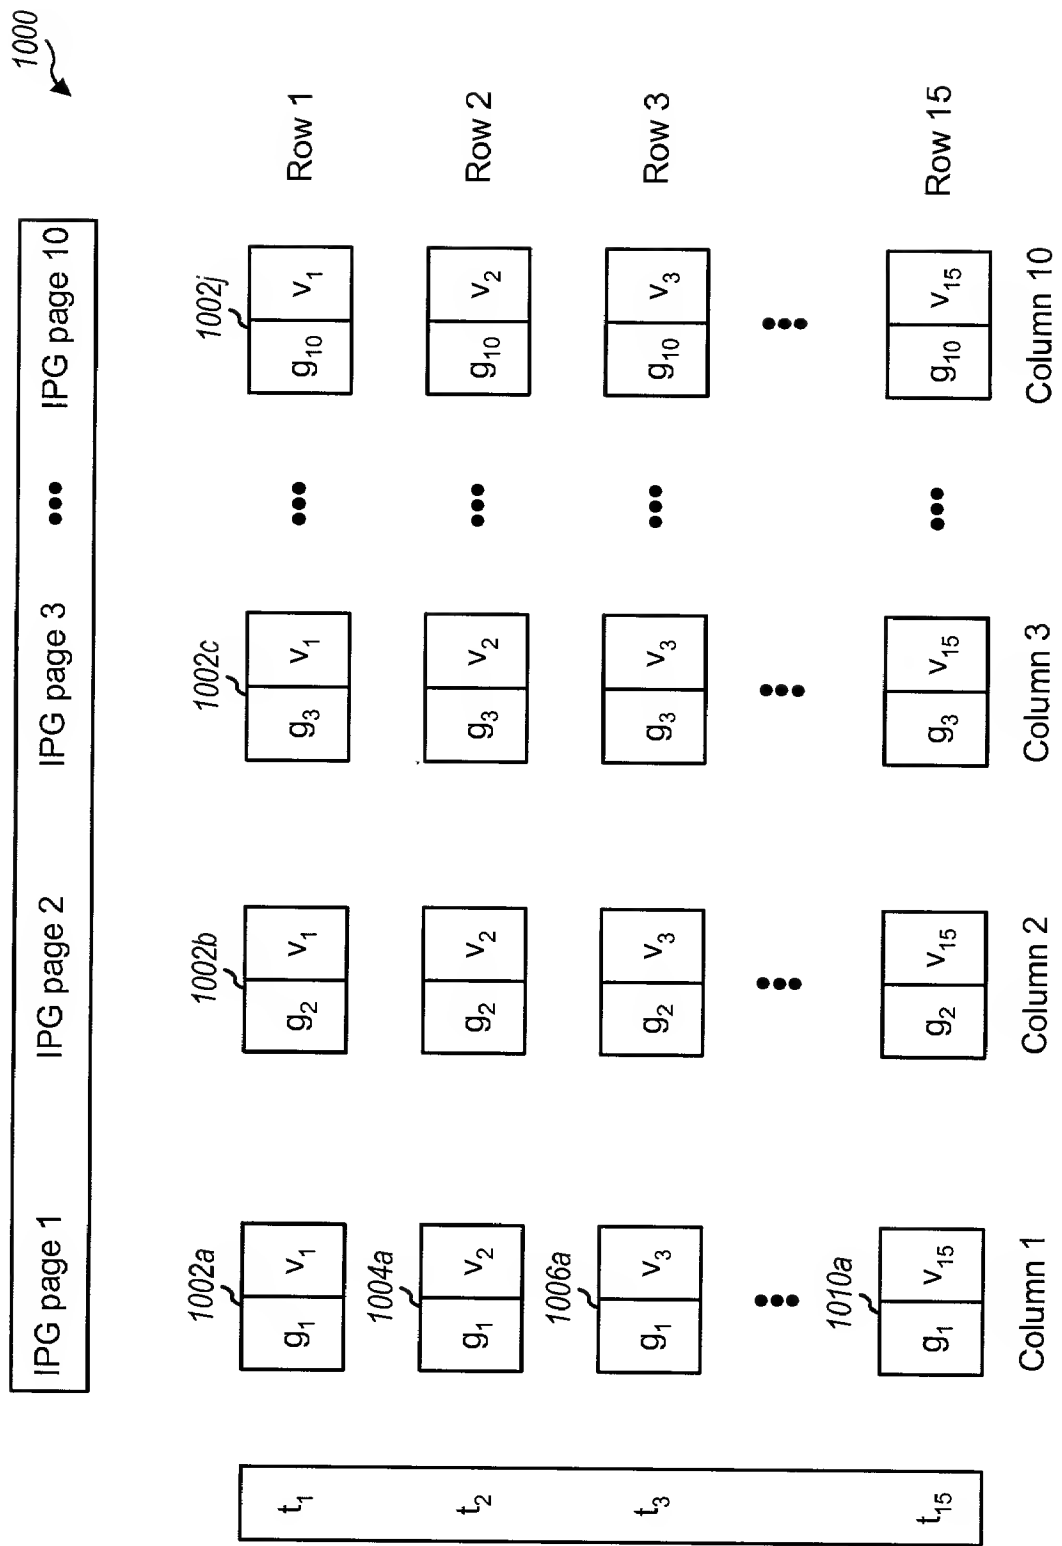 1000
IPG page 1 IPG page 2 IPG page 3 ••• IPG page 10
1002a 1002b 1002c 1002j
t₁ g₁ v₁ g₂ v₁ g₃ v₁ ••• g₁₀ v₁ Row 1
1004a
t₂ g₁ v₂ g₂ v₂ g₃ v₂ ••• g₁₀ v₂ Row 2
1006a
t₃ g₁ v₃ g₂ v₃ g₃ v₃ ••• g₁₀ v₃ Row 3
••• ••• ••• •••
1010a
t₁₅ g₁ v₁₅ g₂ v₁₅ g₃ v₁₅ ••• g₁₀ v₁₅ Row 15
Column 1 Column 2 Column 3 Column 10